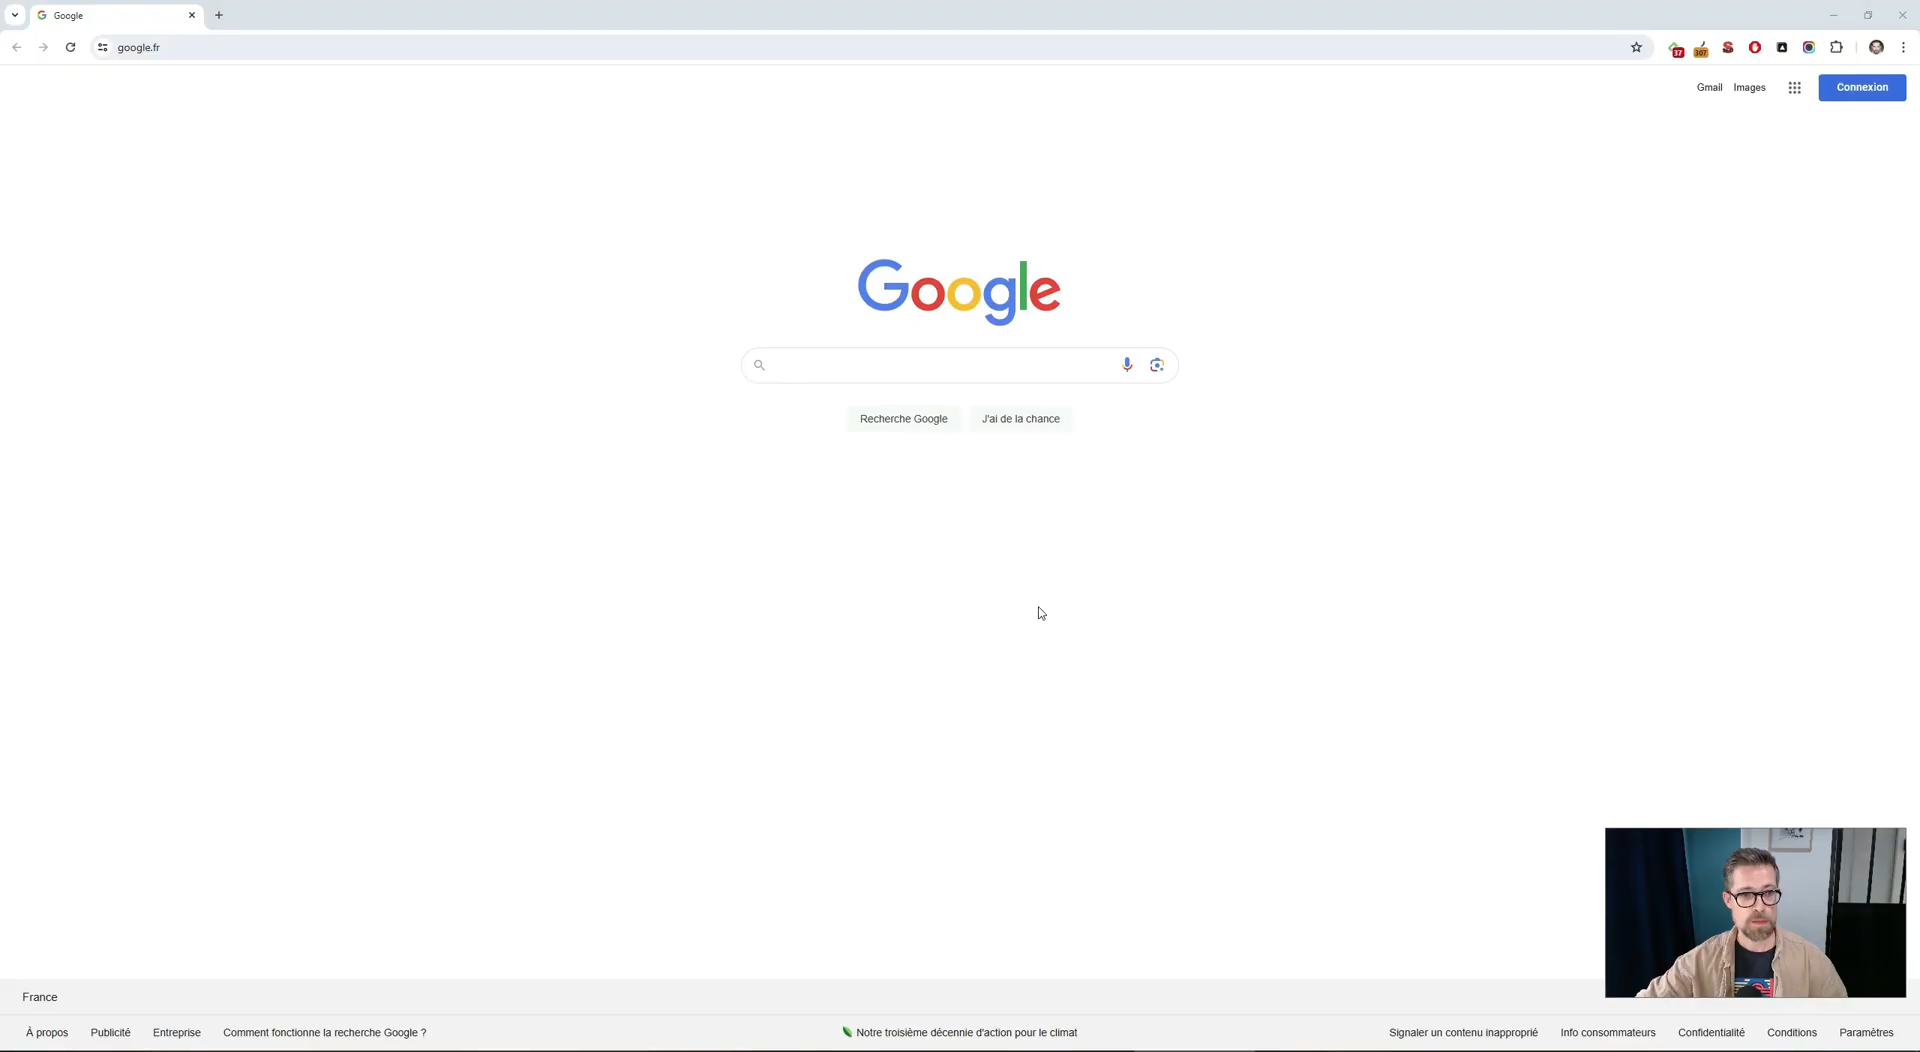 Google
google.fr
37
307
Gmail
Images
Connexion
Google
Recherche Google
J'ai de la chance
France
À propos
Publicité
Entreprise
Comment fonctionne la recherche Google ?
Notre troisième décennie d'action pour le climat
Signaler un contenu inapproprié
Info consommateurs
Confidentialité
Conditions
Paramètres